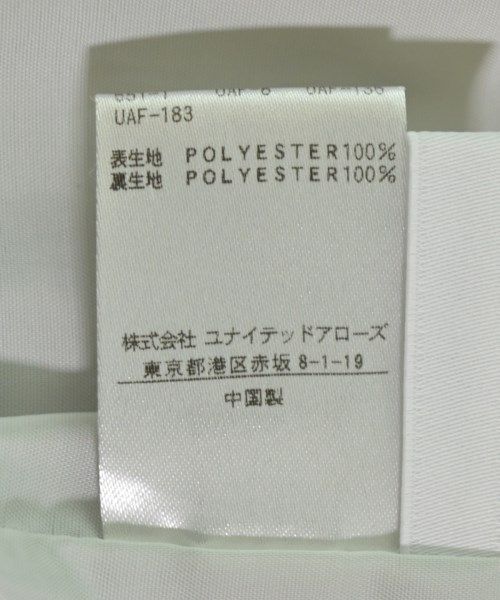 UAF-183
表生地 POLYESTER100%
裏生地 POLYESTER100%
株式会社 ユナイテッドアローズ
東京都港区赤坂 8-1-19
中国製